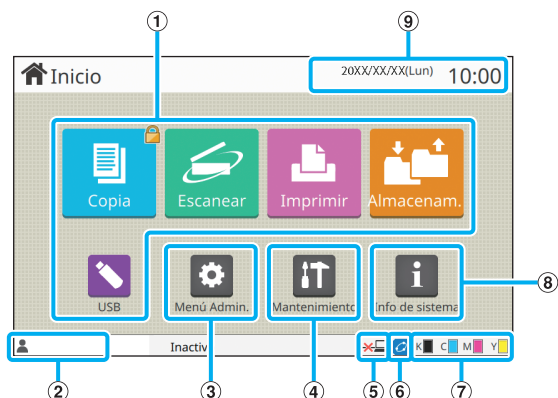 ① ⑨
Inicio 20XX/XX/XX(Lun) 10:00
Copia Escanear Imprimir Almacenam.
USB Menú Admin. Mantenimiento Info de sistema ⑧
Inactiv K C M Y
② ③ ④ ⑤ ⑥ ⑦